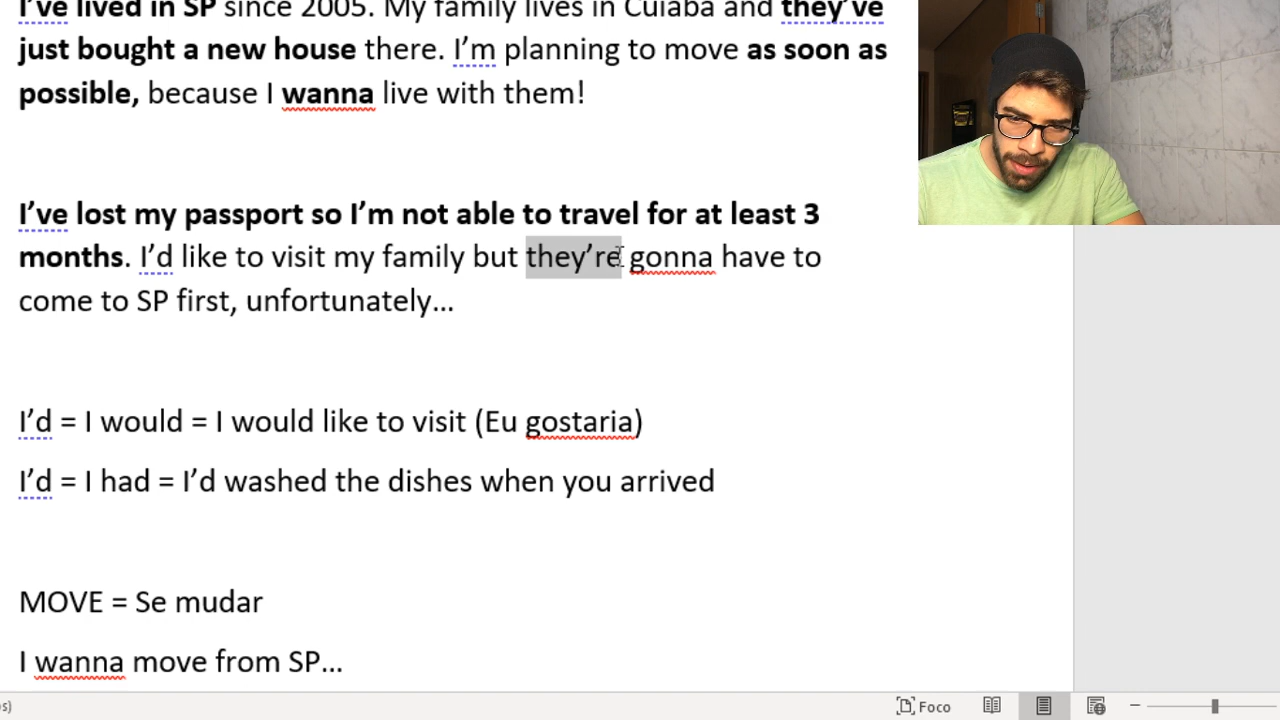 I’ve lived in SP since 2005. My family lives in Cuiabá and they’ve
just bought a new house there. I’m planning to move as soon as
possible, because I wanna live with them!
I’ve lost my passport so I’m not able to travel for at least 3
months. I’d like to visit my family but they’re gonna have to
come to SP first, unfortunately...
I’d = I would = I would like to visit (Eu gostaria)
I’d = I had = I’d washed the dishes when you arrived
MOVE = Se mudar
I wanna move from SP...
Foco